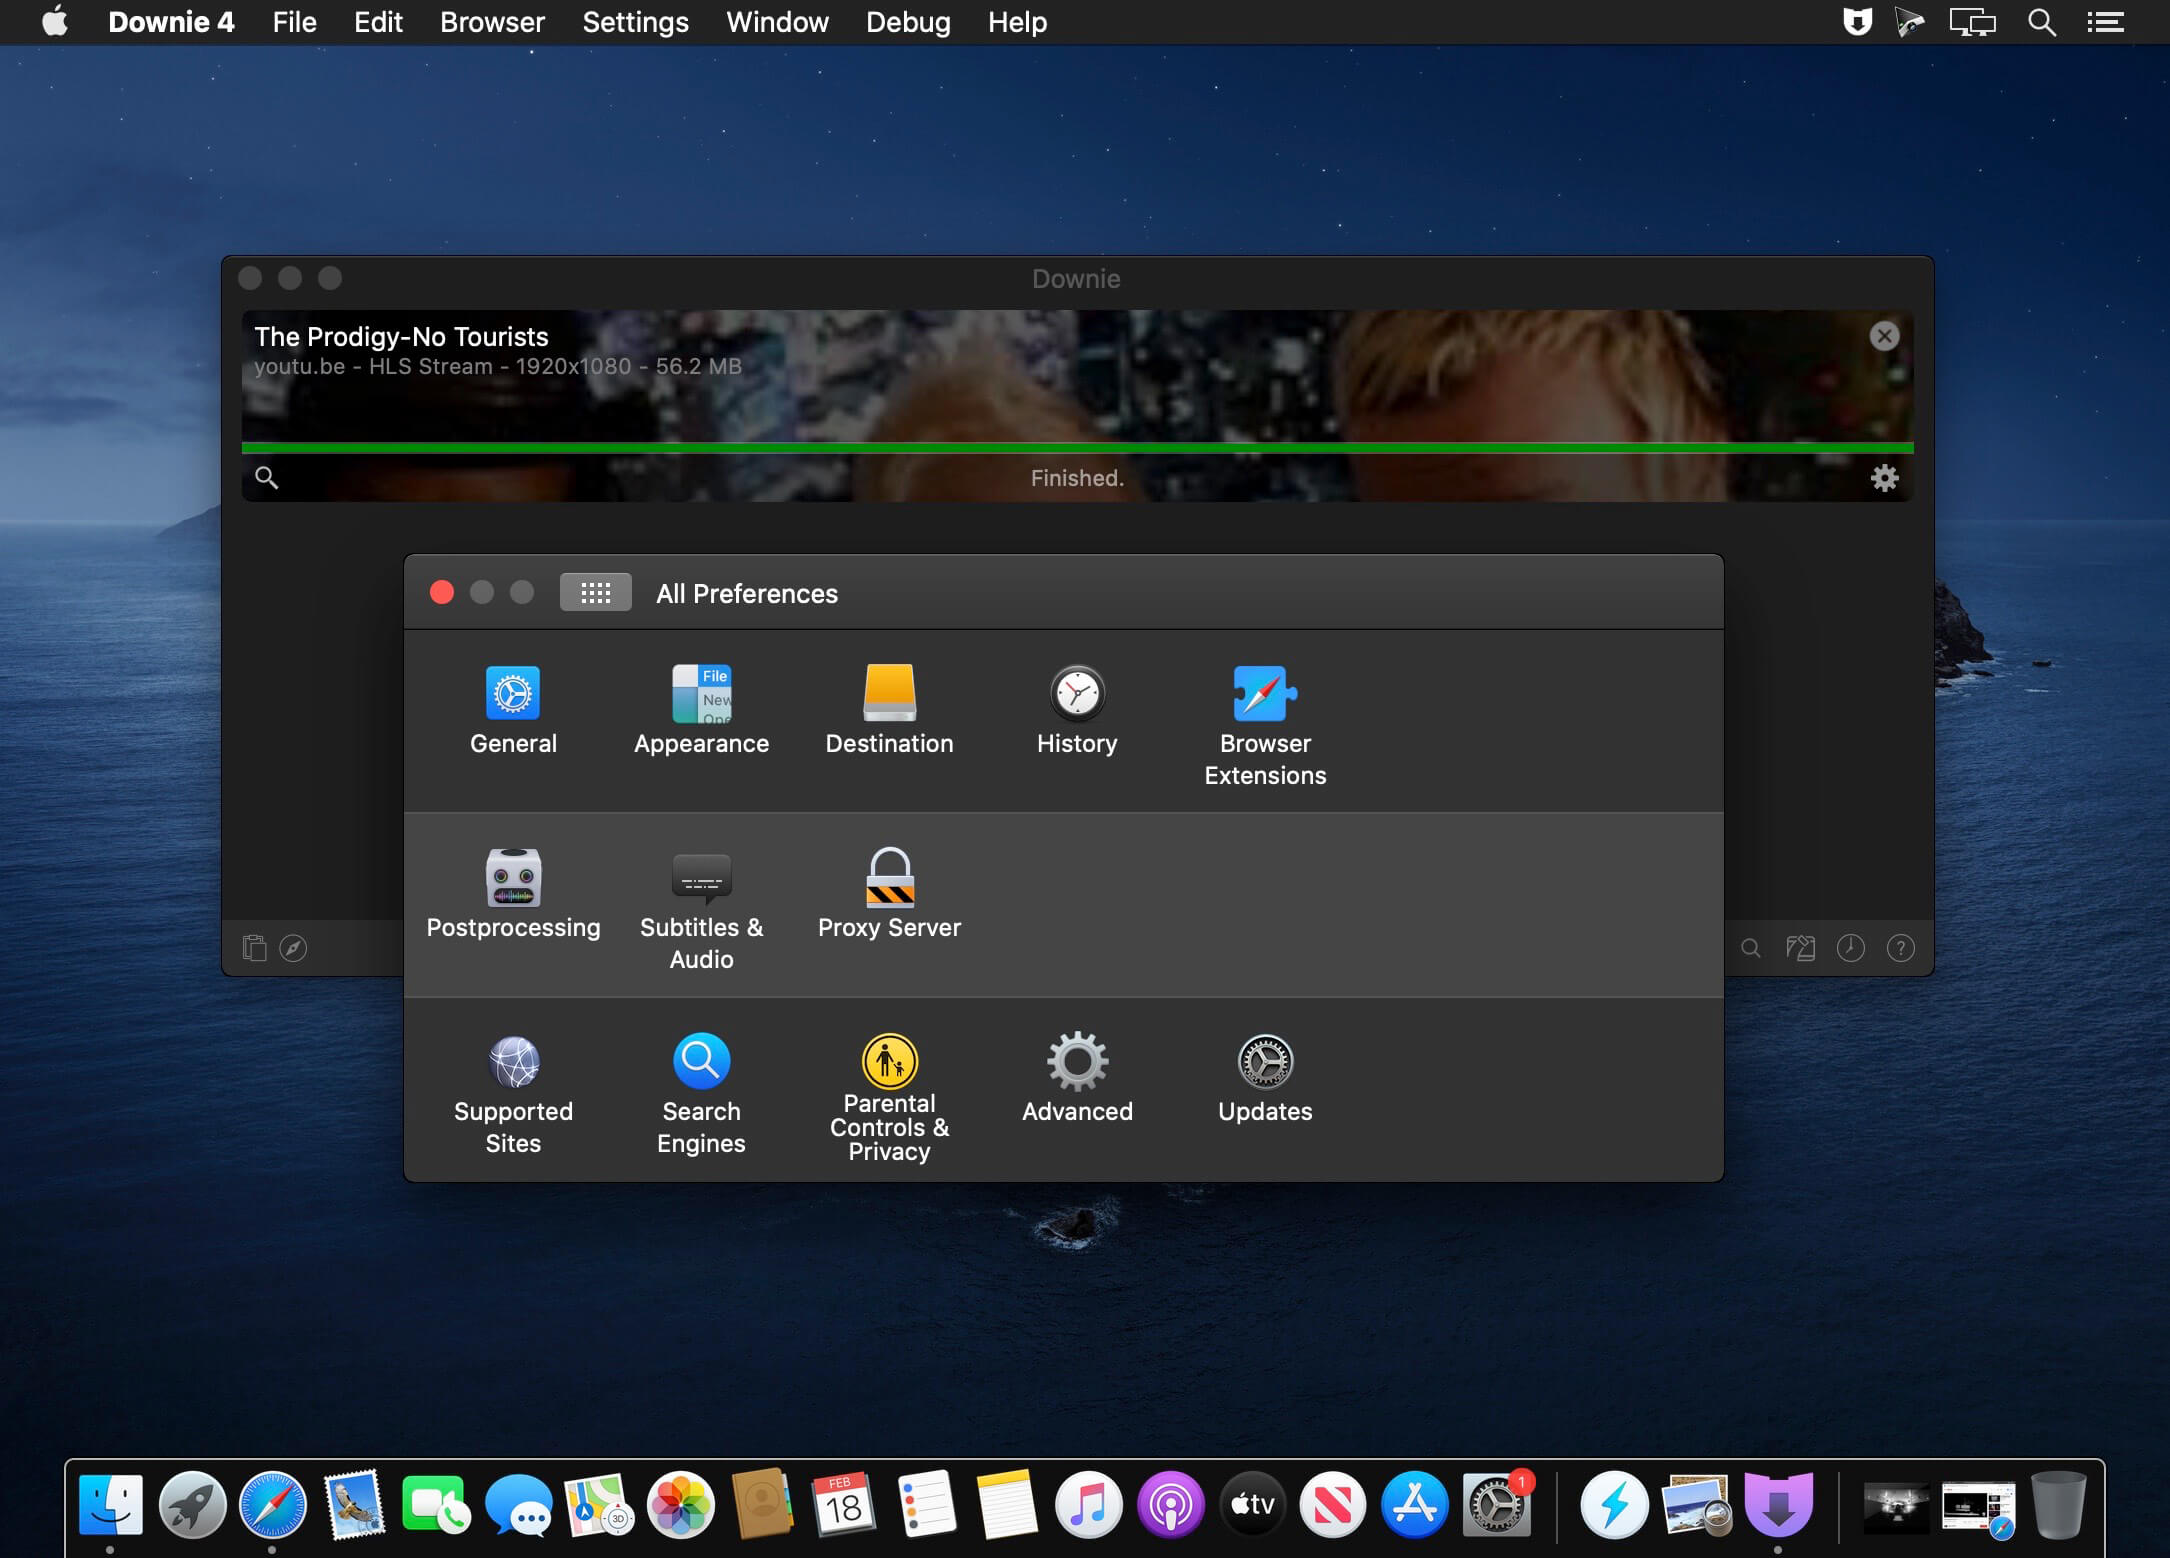 Downie 4 File Edit Browser Settings Window Debug Help
Downie
The Prodigy-No Tourists
youtu.be - HLS Stream - 1920x1080 - 56.2 MB
Finished.
All Preferences
File
New
Ope
General Appearance Destination History Browser
Extensions
Postprocessing Subtitles & Proxy Server
Audio
Supported Search Parental Advanced Updates
Sites Engines Controls &
Privacy
?
FEB
18
3D
tv
1